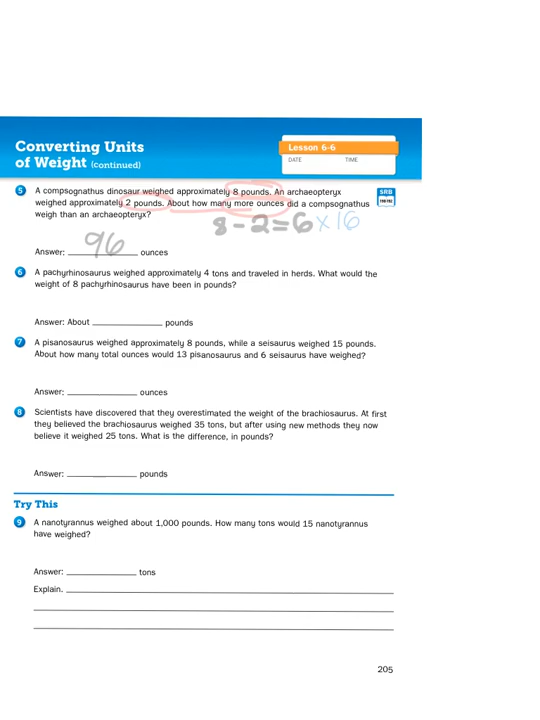 Converting Units
of Weight (continued)
Lesson 6-6
DATE TIME
5 A compsognathus dinosaur weighed approximately 8 pounds. An archaeopteryx
weighed approximately 2 pounds. About how many more ounces did a compsognathus
weigh than an archaeopteryx?
SRB
8 - 2 = 6 x 16
Answer: 96 ounces
6 A pachyrhinosaurus weighed approximately 4 tons and traveled in herds. What would the
weight of 8 pachyrhinosaurus have been in pounds?
Answer: About ____________ pounds
7 A pisanosaurus weighed approximately 8 pounds, while a seisaurus weighed 15 pounds.
About how many total ounces would 13 pisanosaurus and 6 seisaurus have weighed?
Answer: ____________ ounces
8 Scientists have discovered that they overestimated the weight of the brachiosaurus. At first
they believed the brachiosaurus weighed 35 tons, but after using new methods they now
believe it weighed 25 tons. What is the difference, in pounds?
Answer: ____________ pounds
Try This
9 A nanotyrannus weighed about 1,000 pounds. How many tons would 15 nanotyrannus
have weighed?
Answer: ____________ tons
Explain.
205